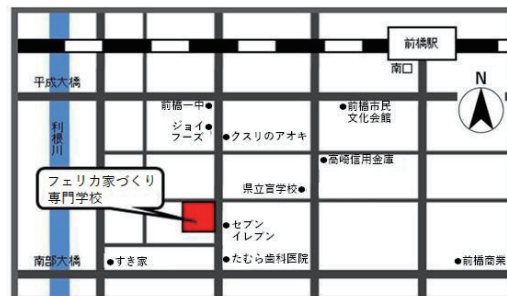 前橋駅
南口
平成大橋
利根川
前橋一中
ジョイ
フーズ
クスリのアオキ
前橋市民
文化会館
N
高崎信用金庫
県立盲学校
フェリカ家づくり
専門学校
セブン
イレブン
南部大橋
すき家
たむら歯科医院
前橋商業